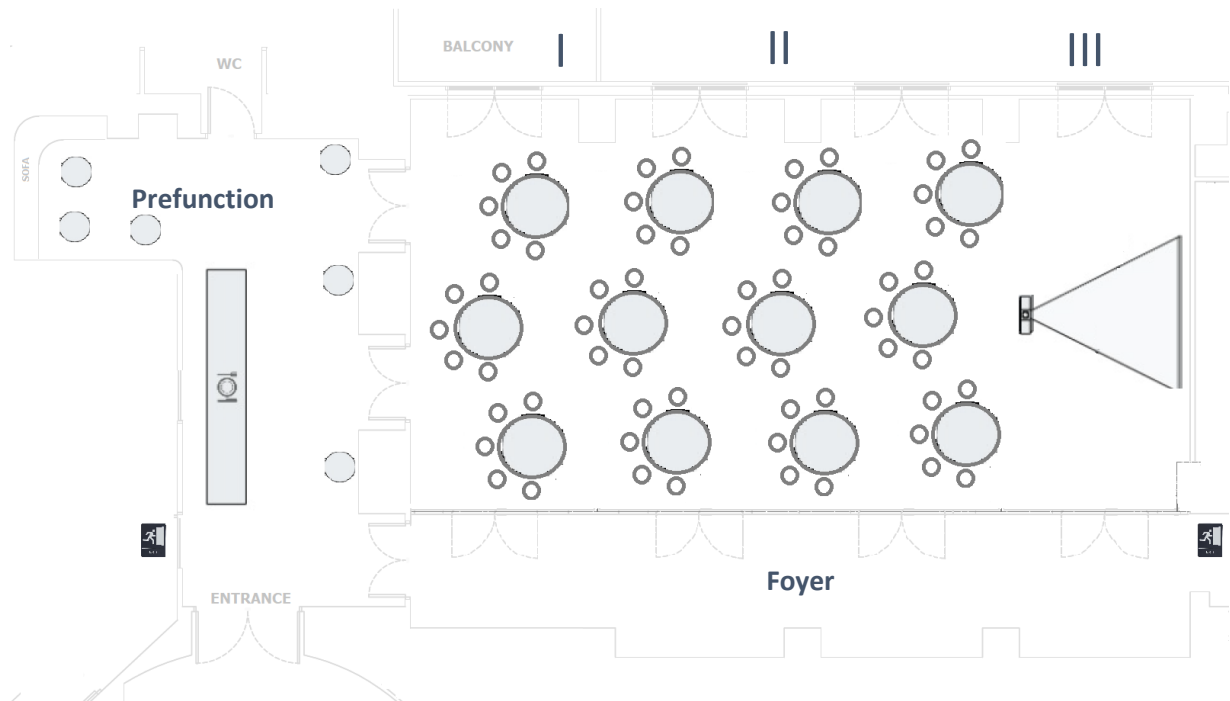 BALCONY
I
II
III
WC
SOFA
Prefunction
Foyer
ENTRANCE